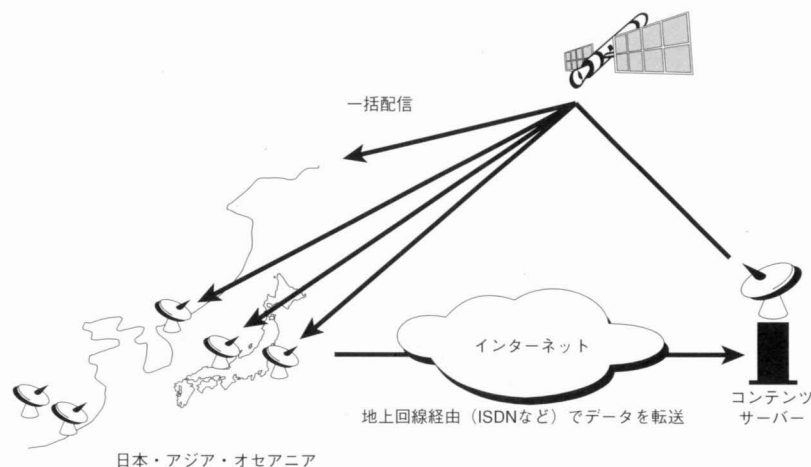 一括配信
インターネット
地上回線経由（ISDNなど）でデータを転送
コンテンツ
サーバー
日本・アジア・オセアニア